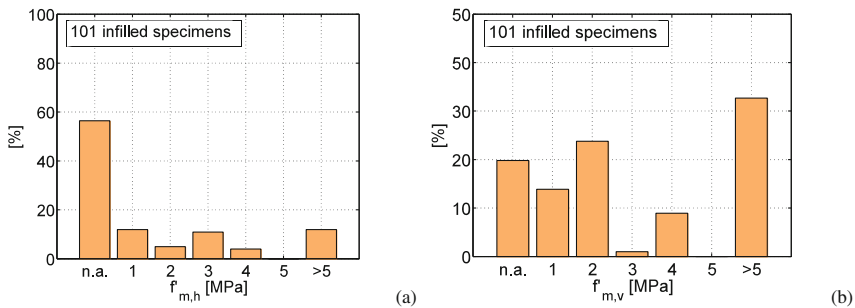 101 infilled specimens
100
80
60
40
20
0
[%]
n.a. 1 2 3 4 5 >5
f'm,h [MPa]
(a)
101 infilled specimens
50
50
30
20
10
0
[%]
n.a. 1 2 3 4 5 >5
f'm,v [MPa]
(b)